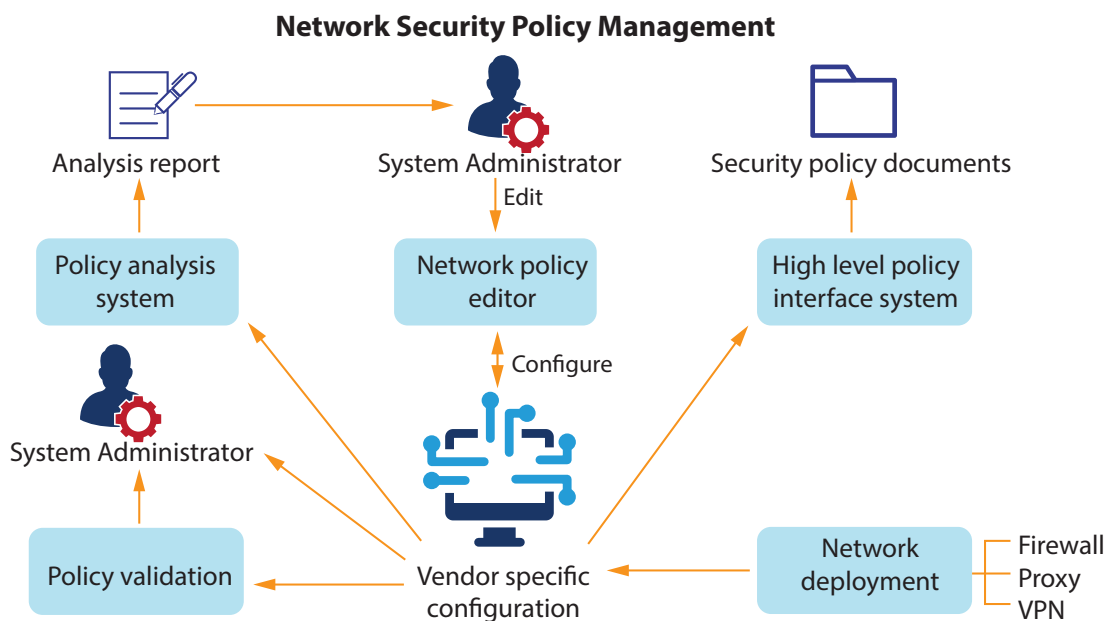 Network Security Policy Management
Analysis report
System Administrator
Security policy documents
Edit
Policy analysis
system
Network policy
editor
High level policy
interface system
Configure
System Administrator
Policy validation
Vendor specific
configuration
Network
deployment
Firewall
Proxy
VPN